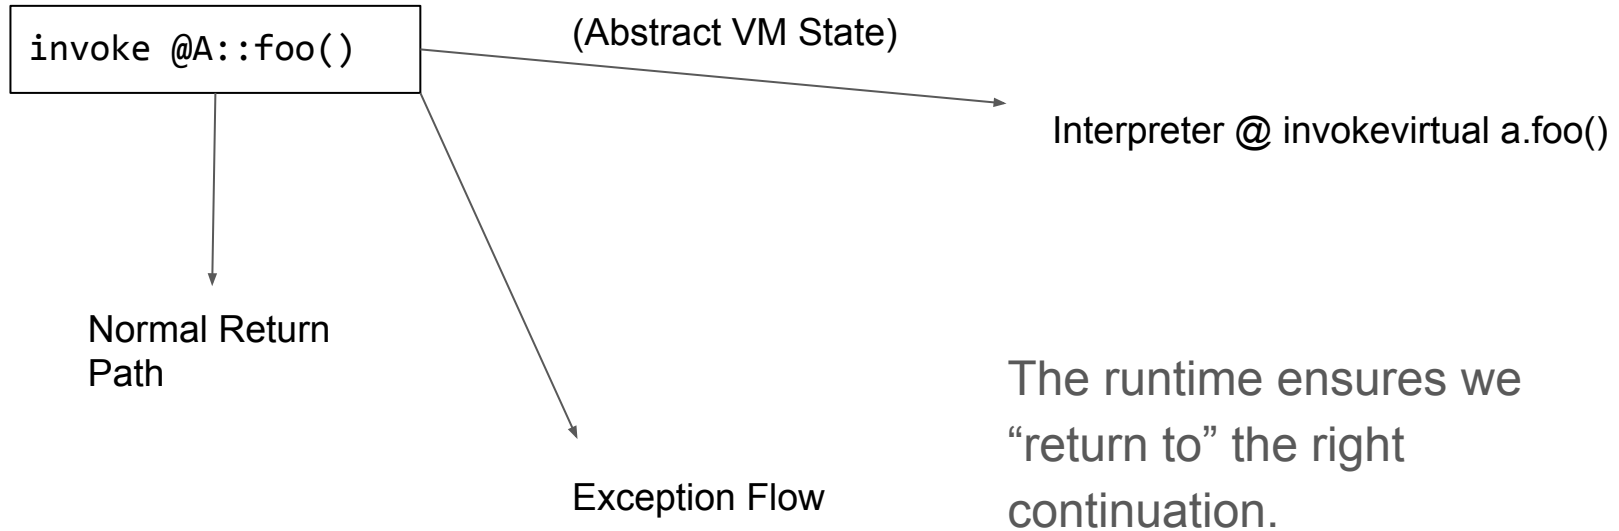 invoke @A::foo()
(Abstract VM State)
Interpreter @ invokevirtual a.foo()
Normal Return
Path
Exception Flow
The runtime ensures we
“return to” the right
continuation.